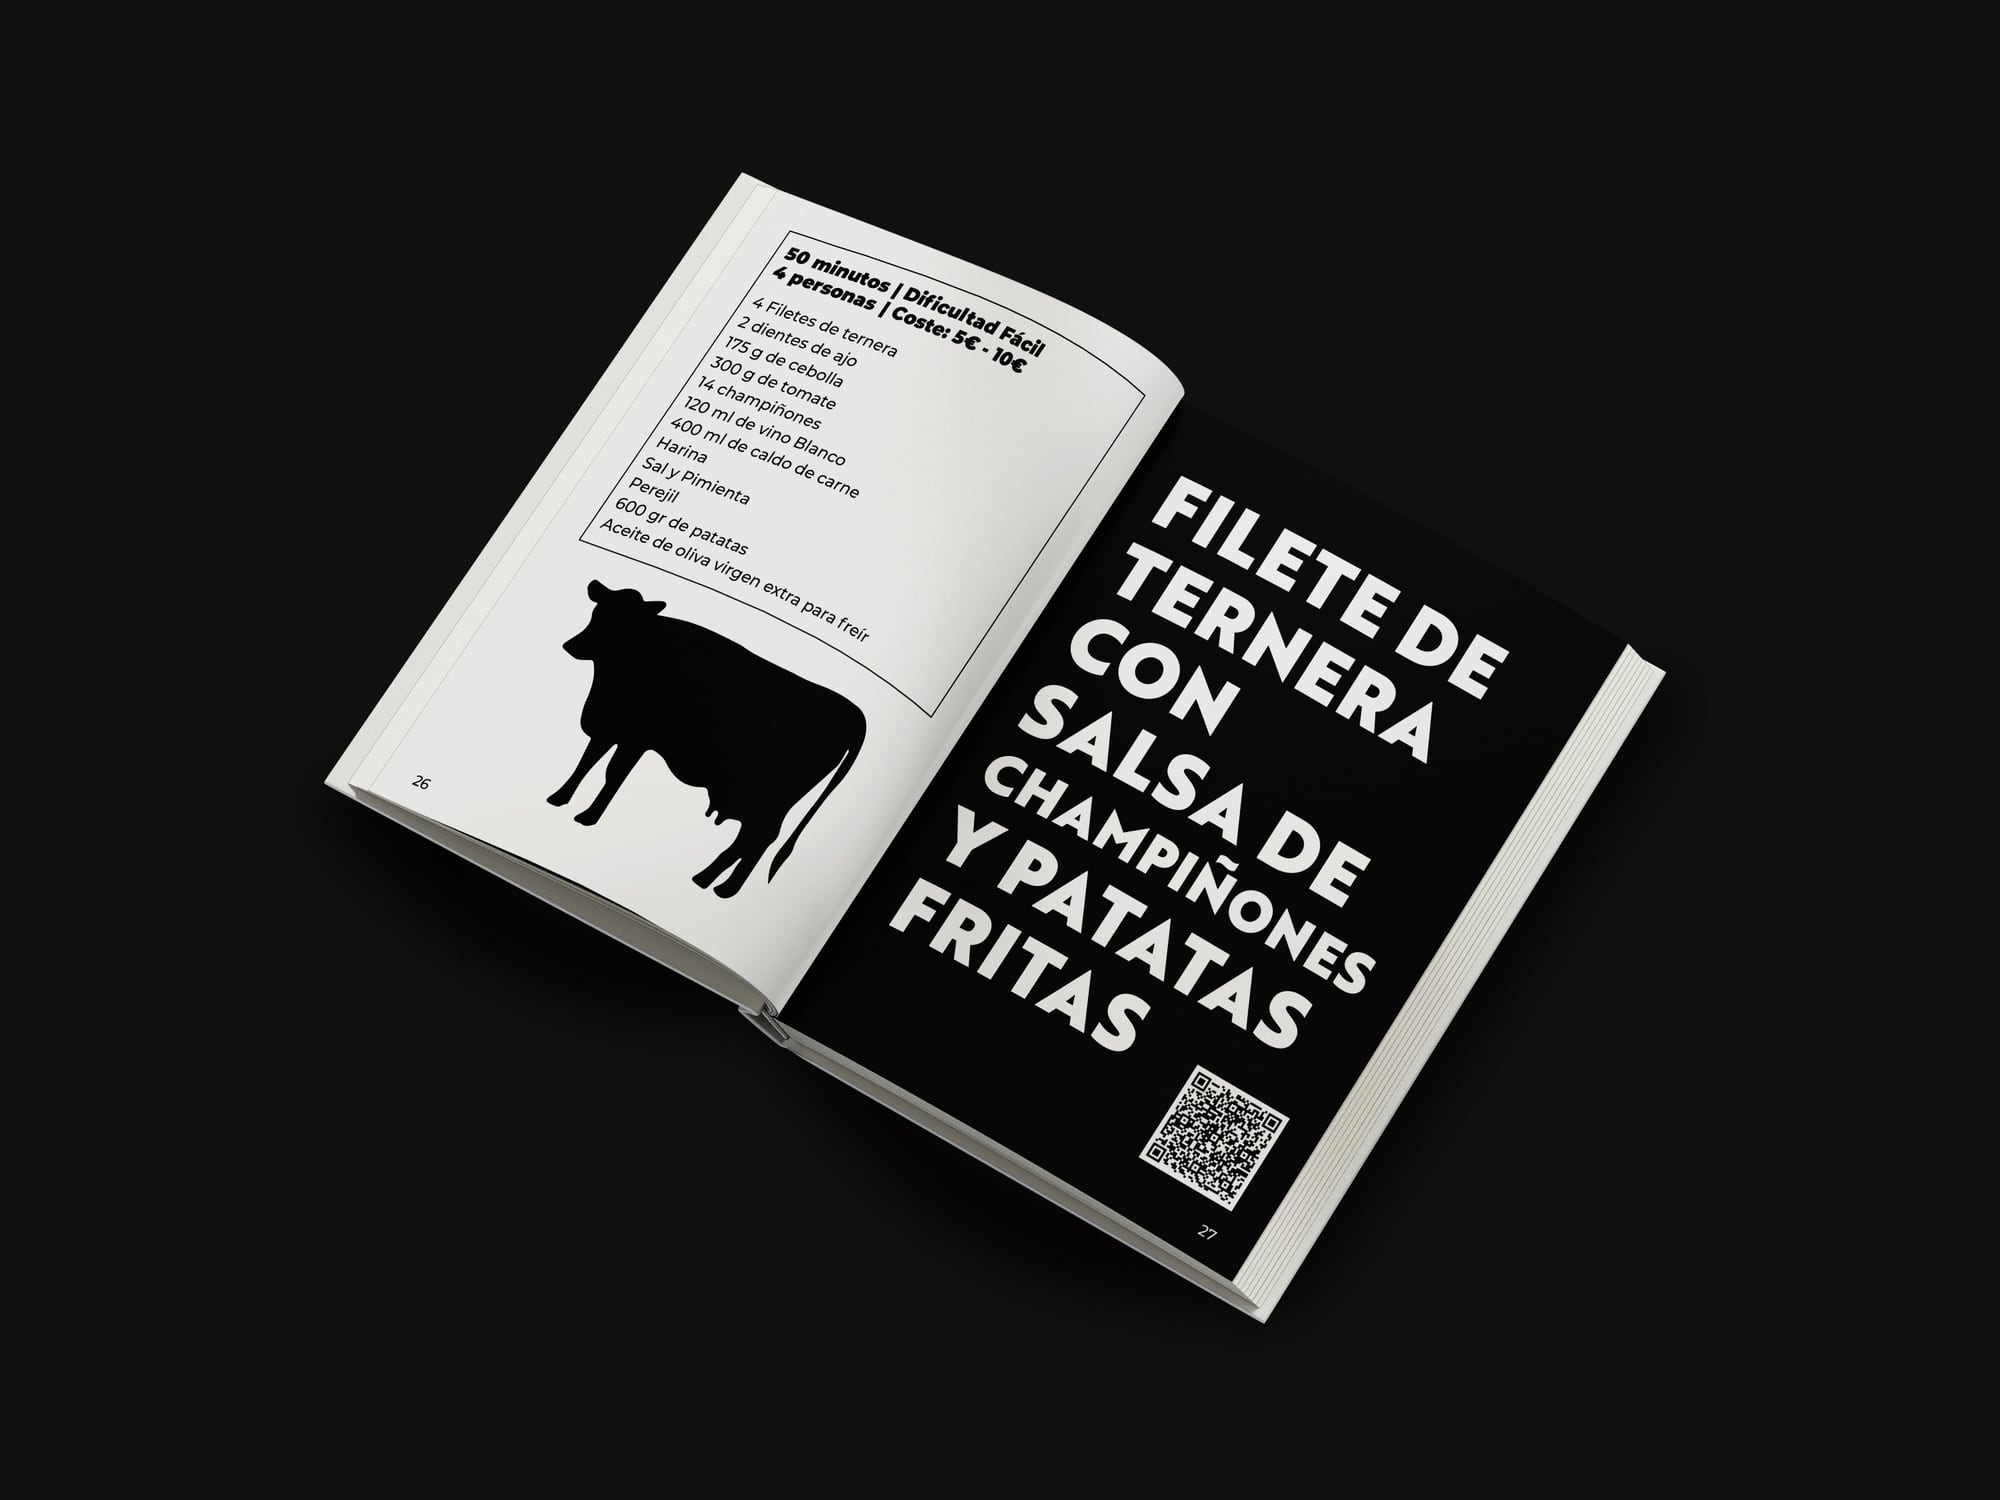 50 minutos | Dificultad Fácil
4 personas | Coste: 5€ - 10€
4 Filetes de ternera
2 dientes de ajo
175 g de cebolla
300 g de tomate
14 champiñones
120 ml de vino Blanco
400 ml de caldo de carne
Harina
Sal y Pimienta
Perejil
600 gr de patatas
Aceite de oliva virgen extra para freír
26
FILETE DE
TERNERA
CON
SALSA DE
CHAMPIÑONES
Y PATATAS
FRITAS
27